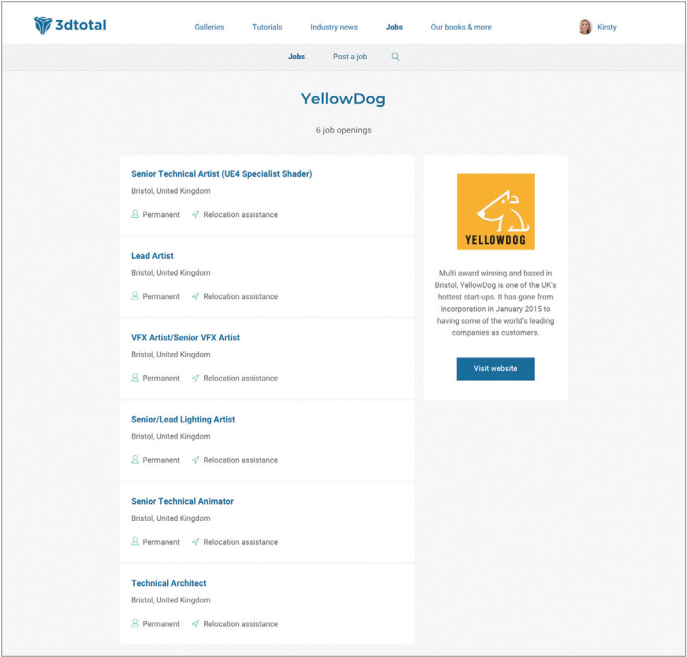 3dtotal
Galleries Tutorials Industry news Jobs Our books & more Kirsty
Jobs Post a job
YellowDog
6 job openings
Senior Technical Artist (UE4 Specialist Shader)
Bristol, United Kingdom
Permanent Relocation assistance
Lead Artist
Bristol, United Kingdom
Permanent Relocation assistance
VFX Artist/Senior VFX Artist
Bristol, United Kingdom
Permanent Relocation assistance
Senior/Lead Lighting Artist
Bristol, United Kingdom
Permanent Relocation assistance
Senior Technical Animator
Bristol, United Kingdom
Permanent Relocation assistance
Technical Architect
Bristol, United Kingdom
Permanent Relocation assistance
YELLOWDOG
Multi award winning and based in
Bristol, YellowDog is one of the UK's
hottest start-ups. It has gone from
incorporation in January 2015 to
having some of the world's leading
companies as customers.
Visit website